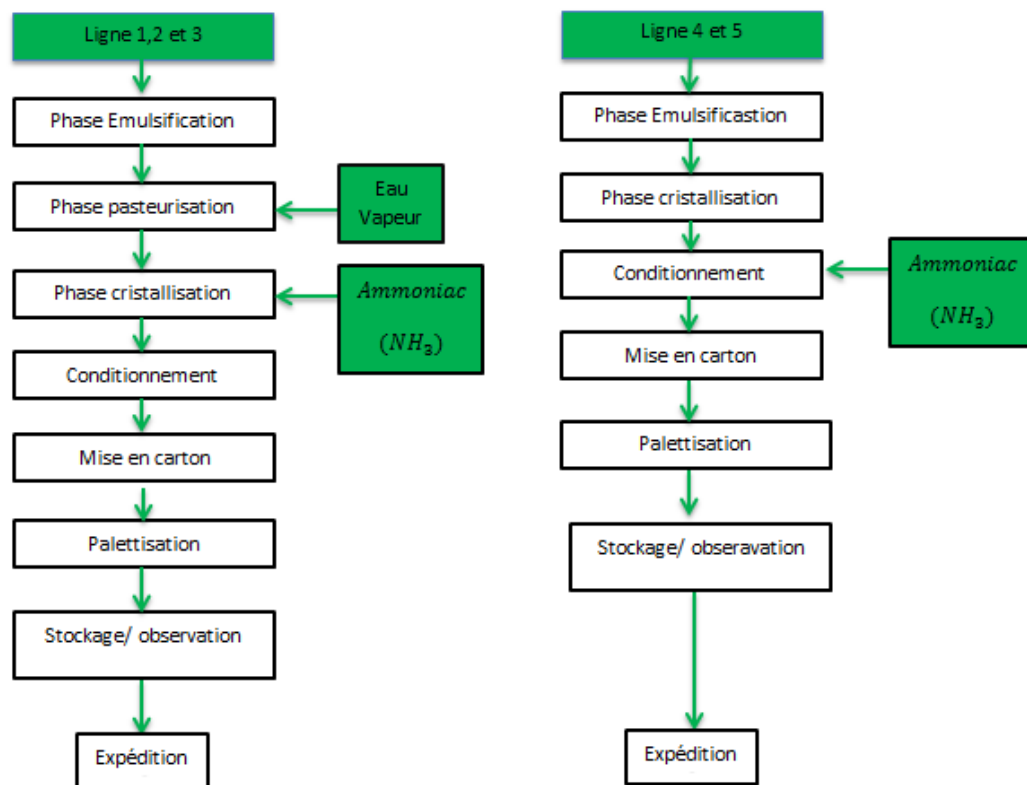 Ligne 1,2 et 3
Phase Emulsification
Phase pasteurisation
Eau
Vapeur
Phase cristallisation
Ammoniac
(NH₃)
Conditionnement
Mise en carton
Palettisation
Stockage/ observation
Expédition
Ligne 4 et 5
Phase Emulsificastion
Phase cristallisation
Conditionnement
Ammoniac
(NH₃)
Mise en carton
Palettisation
Stockage/ obseravation
Expédition